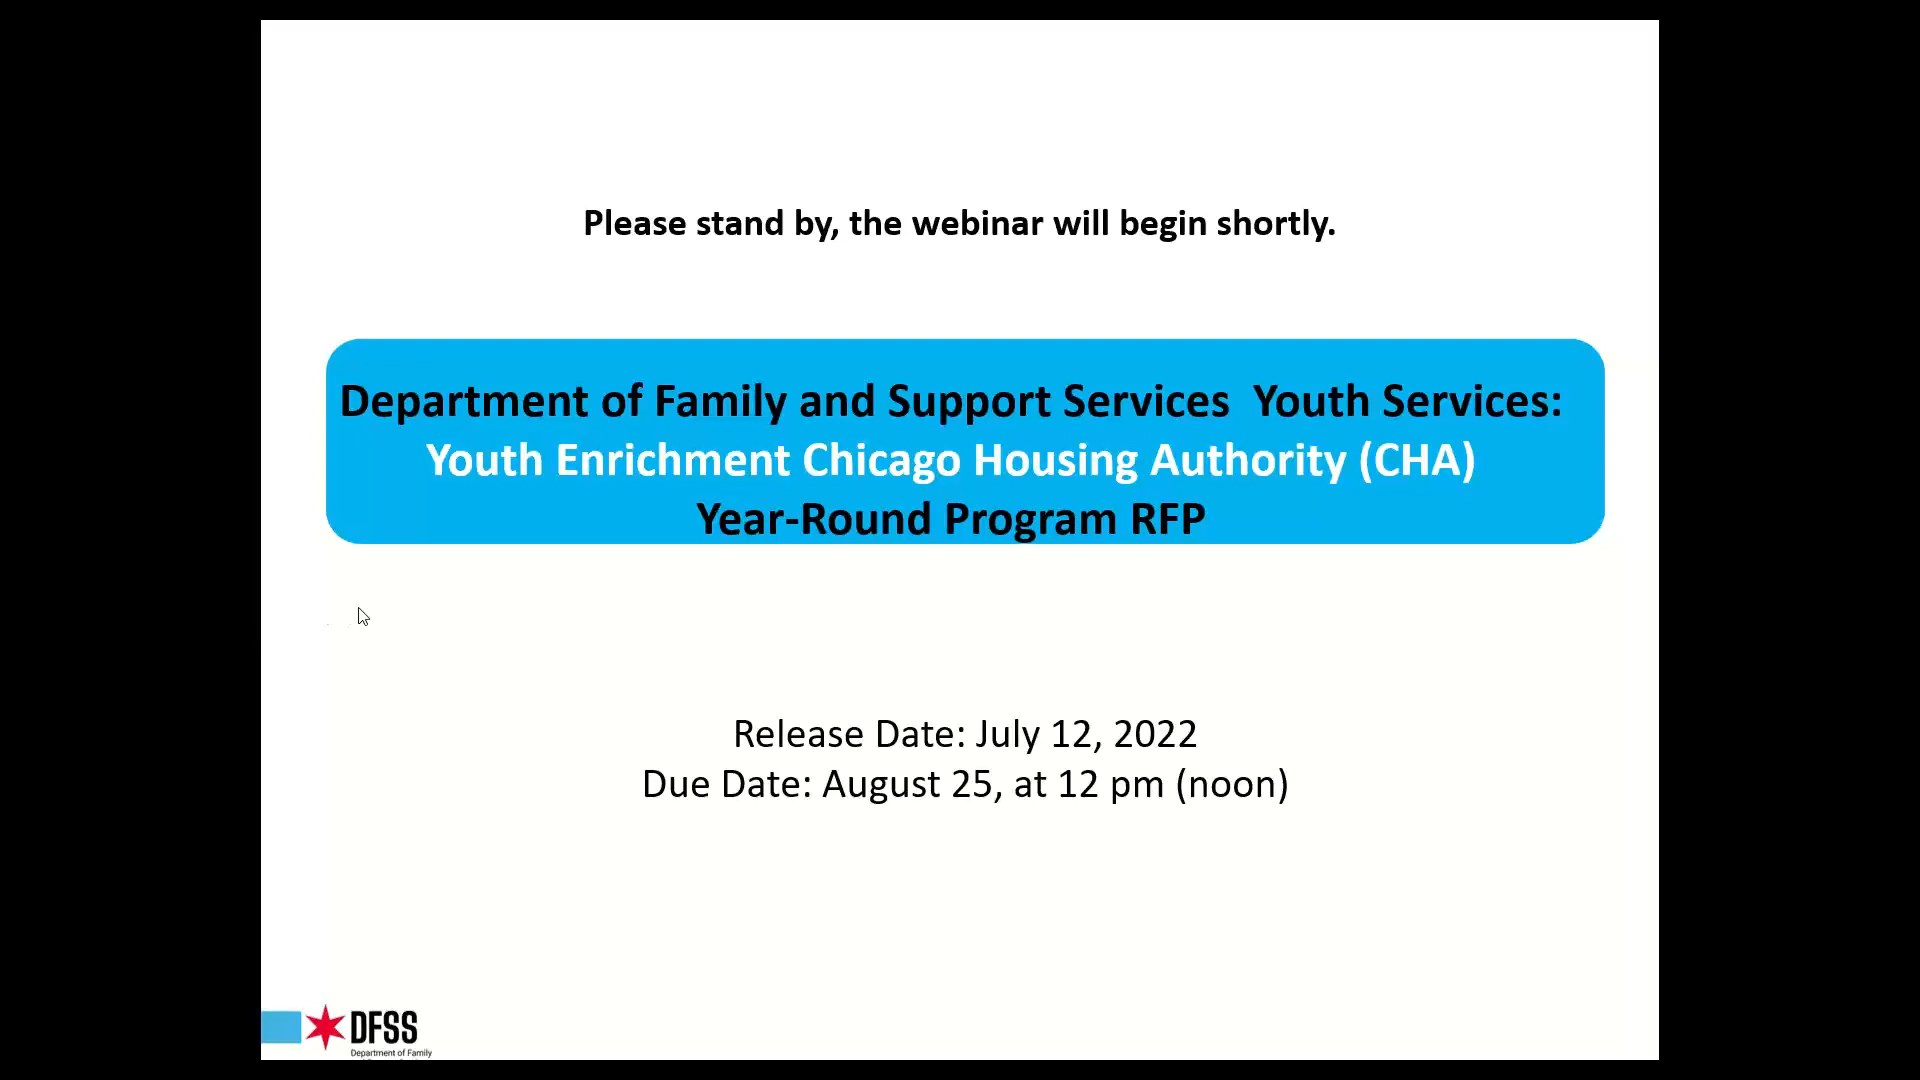 Please stand by, the webinar will begin shortly.
Department of Family and Support Services  Youth Services:
Youth Enrichment Chicago Housing Authority (CHA)
Year-Round Program RFP
Release Date: July 12, 2022
Due Date: August 25, at 12 pm (noon)
DFSS
Department of Family